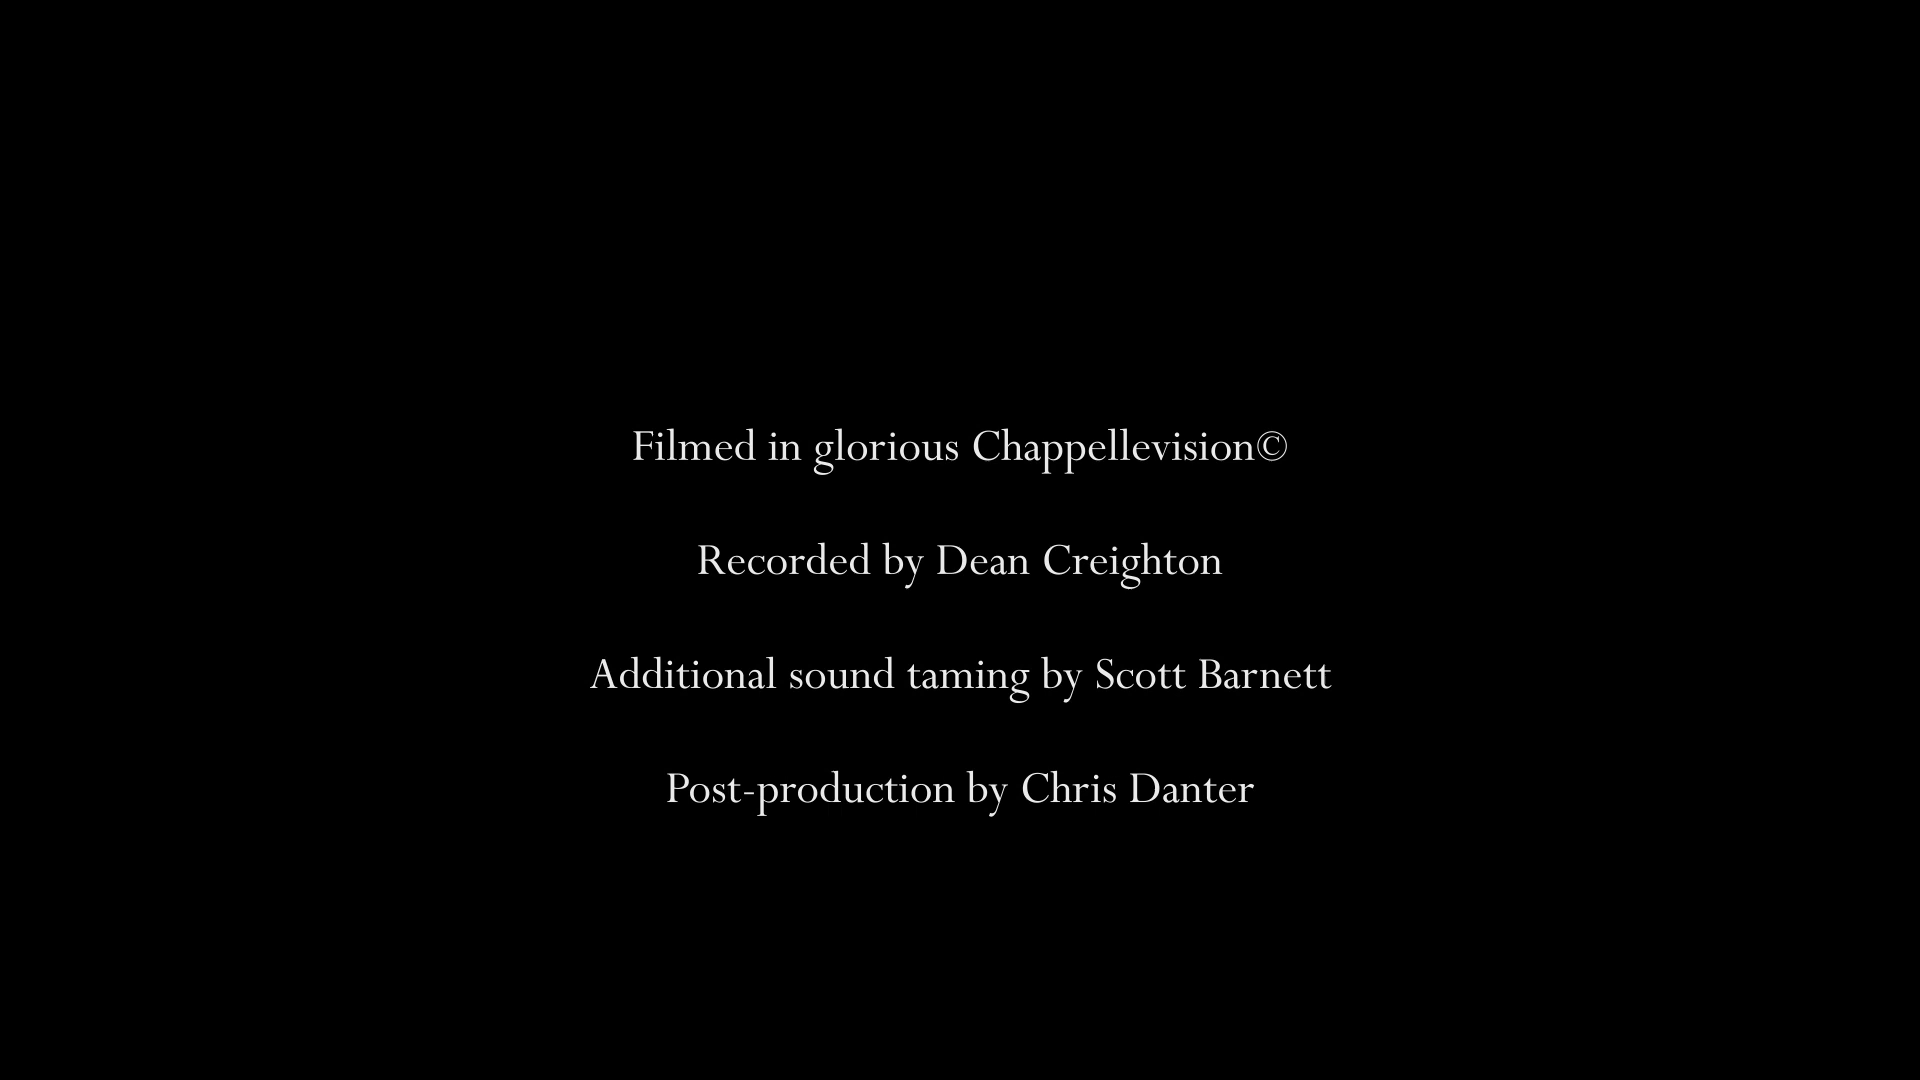 Filmed in glorious Chappellevision©
Recorded by Dean Creighton
Additional sound taming by Scott Barnett
Post-production by Chris Danter